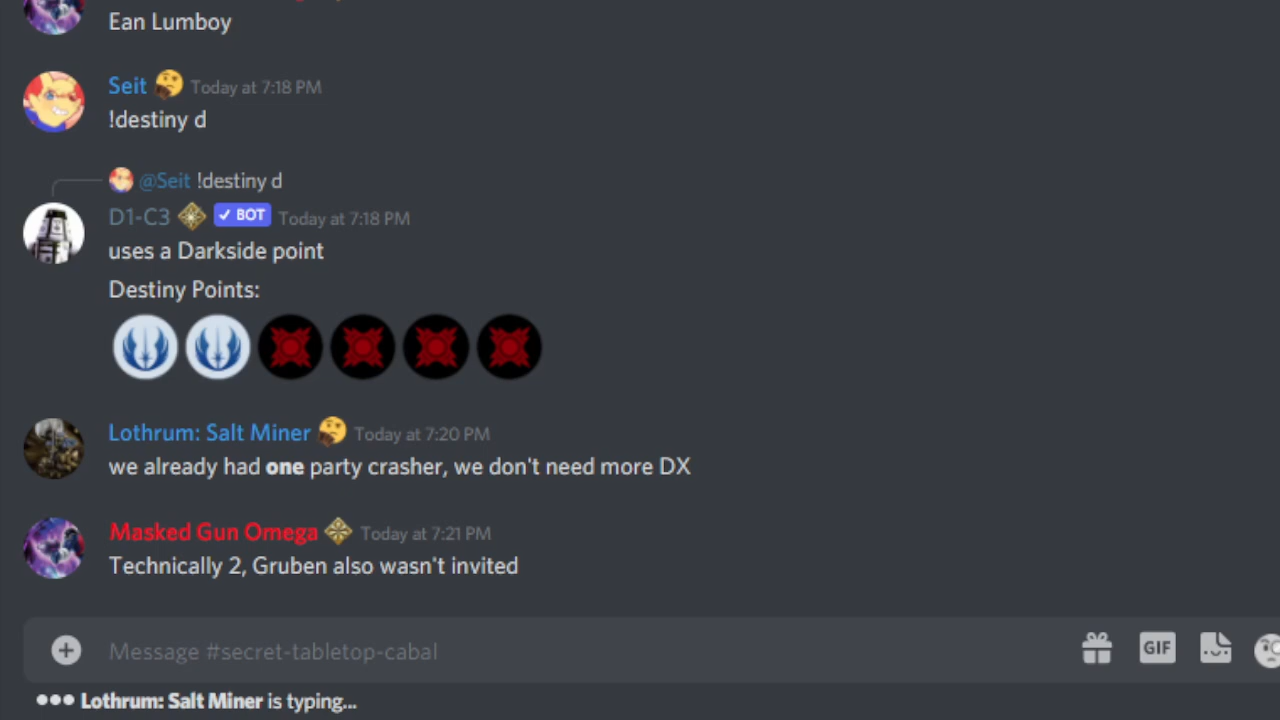 Ean Lumboy
Seit Today at 7:18 PM
!destiny d
@Seit !destiny d
D1-C3 BOT Today at 7:18 PM
uses a Darkside point
Destiny Points:
Lothrum: Salt Miner Today at 7:20 PM
we already had one party crasher, we don't need more DX
Masked Gun Omega Today at 7:21 PM
Technically 2, Gruben also wasn't invited
Message #secret-tabletop-cabal
GIF
Lothrum: Salt Miner is typing...